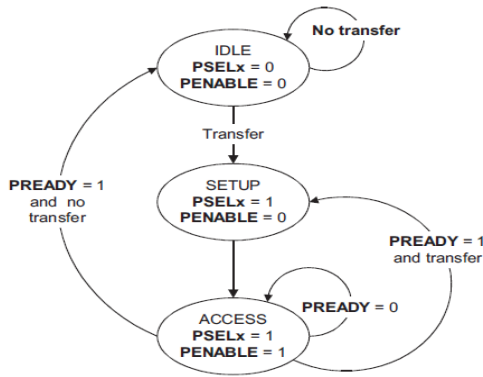 No transfer
IDLE
PSELx = 0
PENABLE = 0
Transfer
PREADY = 1
and no
transfer
SETUP
PSELx = 1
PENABLE = 0
PREADY = 1
and transfer
PREADY = 0
ACCESS
PSELx = 1
PENABLE = 1